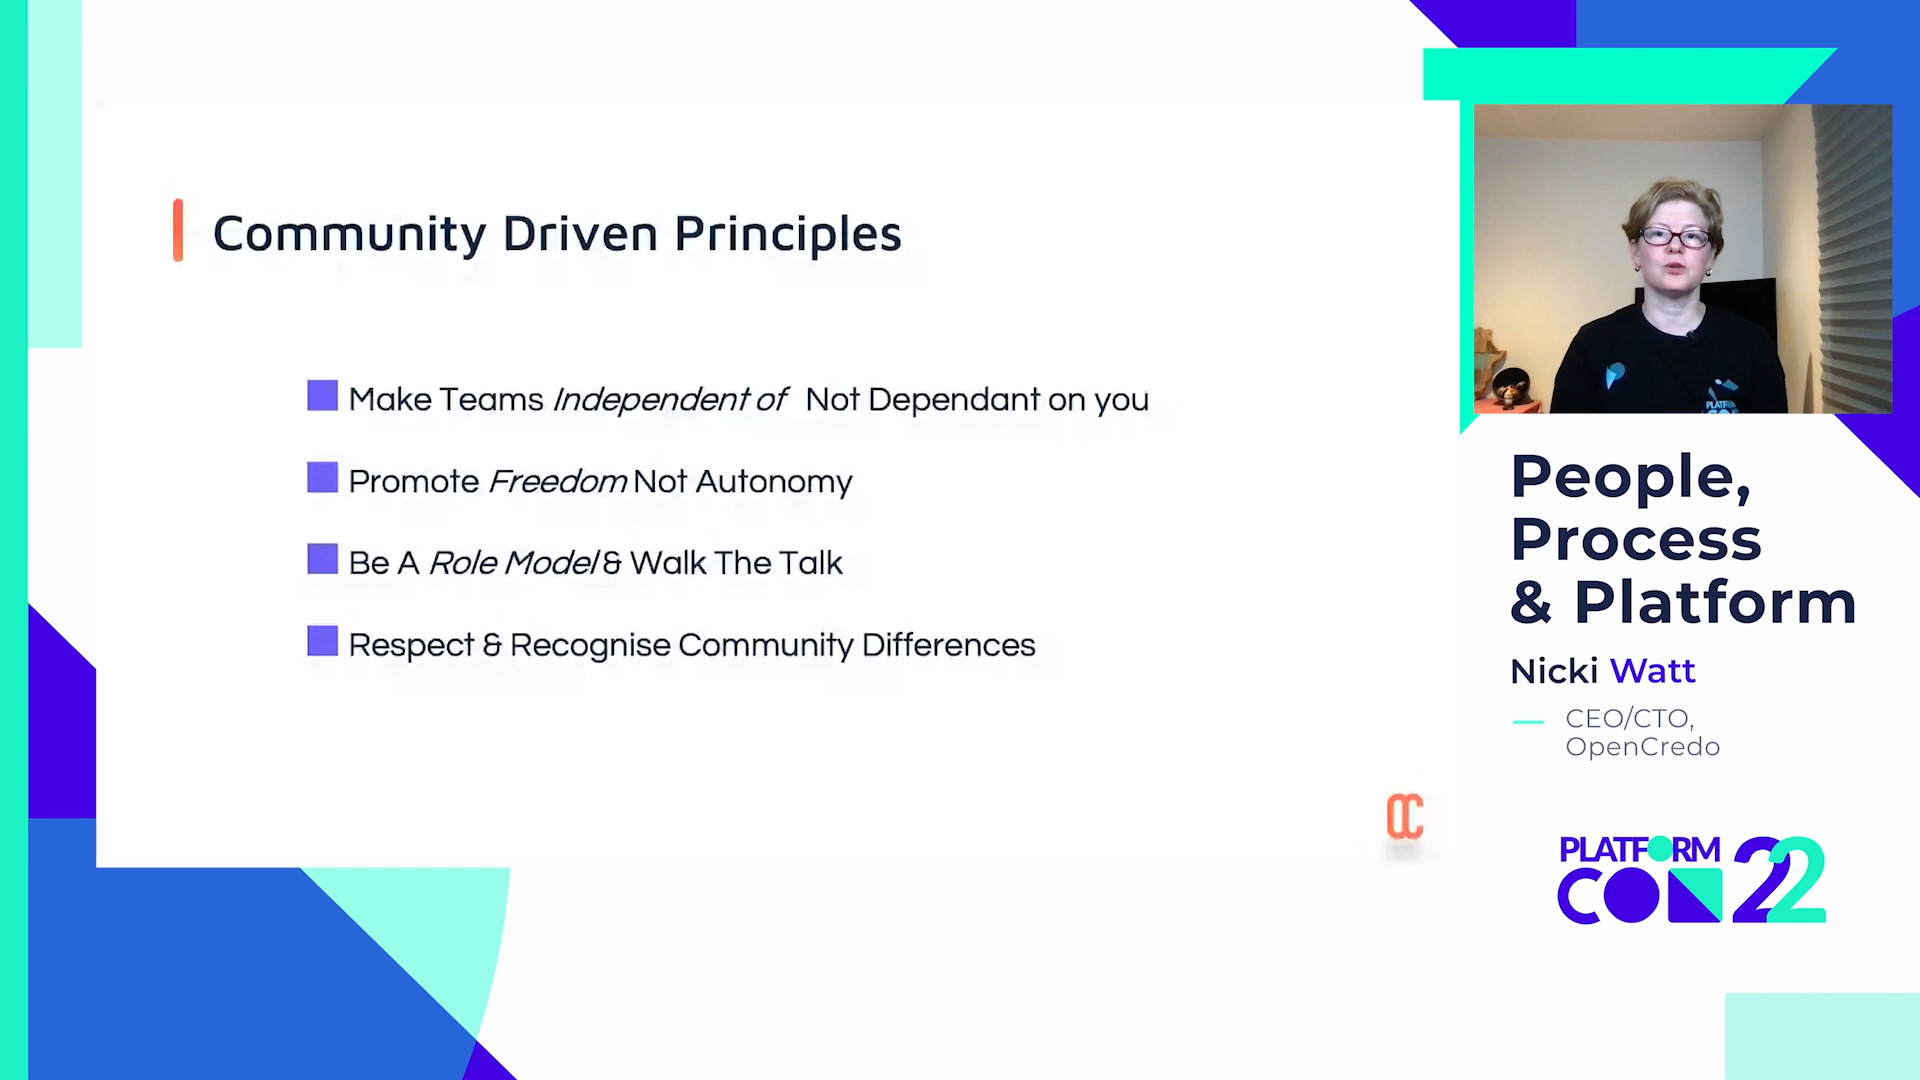 Community Driven Principles
Make Teams Independent of Not Dependant on you
Promote Freedom Not Autonomy
Be A Role Model & Walk The Talk
Respect & Recognise Community Differences
People,
Process
& Platform
Nicki Watt
CEO/CTO,
OpenCredo
PLATFORM
CON 22